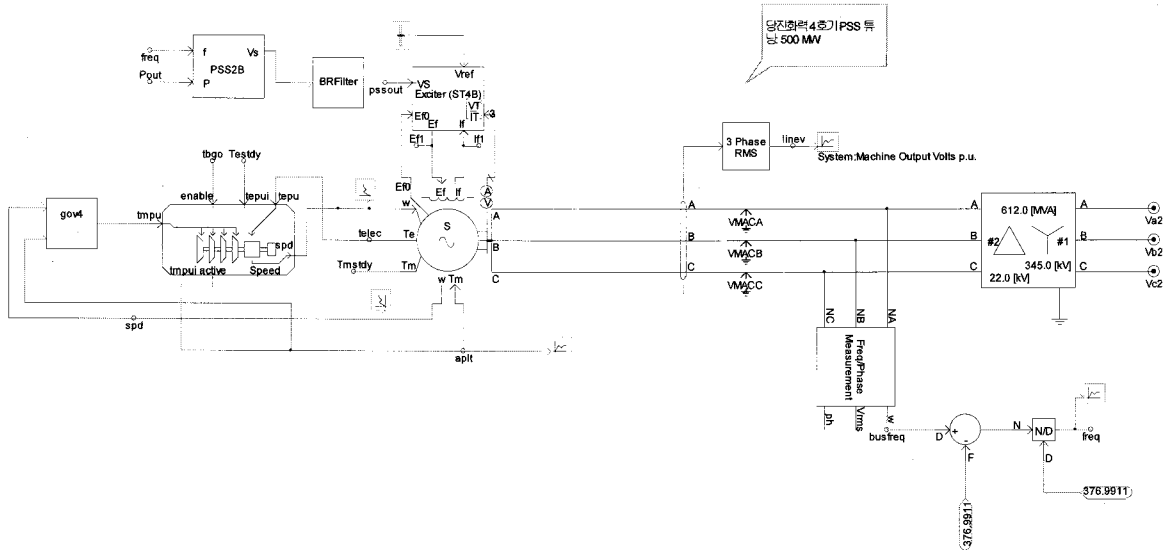 당진화력 4호기 PSS 튜
닝: 500 MW
freq
Pout
f
Vs
P
PSS2B
BRFilter
pssout
Vref
VS
Exciter (ST4B)
VT
IT
3
Ef0
Ef
If
Ef1
If1
tbgo
Testdy
enable
tepui
tepu
gov4
tmpu
spd
tmpui active
Speed
spd
telec
Tmstdy
Ef0
Ef
If
w
Te
Tm
S
w Tm
A
V
A
B
C
aplt
3 Phase
RMS
linev
System:Machine Output Volts p.u.
A
B
C
VMACA
VMACB
VMACC
A
B
C
612.0 [MVA]
#2
#1
345.0 [kV]
22.0 [kV]
A
B
C
Va2
Vb2
Vc2
NC
NB
NA
Freq/Phase
Measurement
ph
Vrms
w
busfreq
D
+
-
F
N
N/D
D
freq
376.9911
376.9911